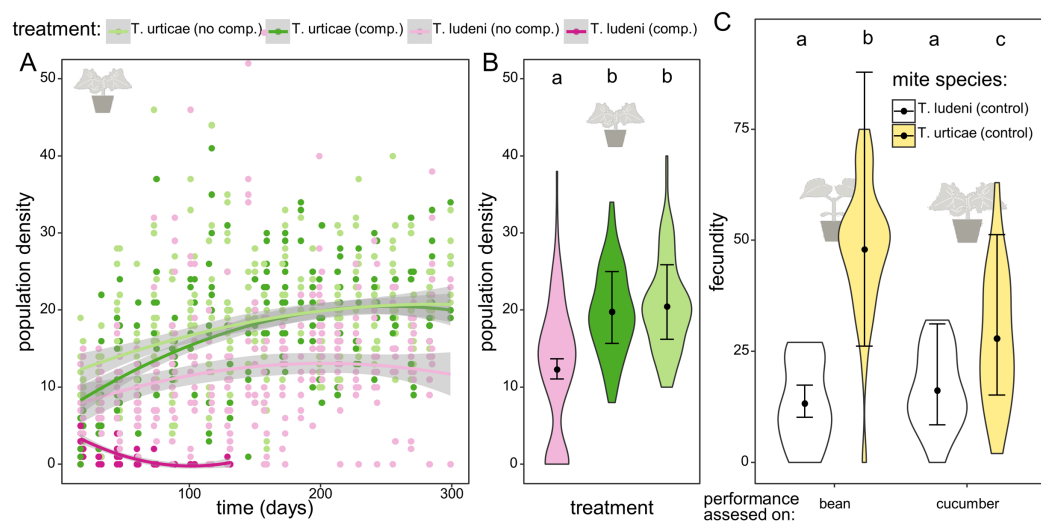 treatment: T. urticae (no comp.) T. urticae (comp.) T. ludeni (no comp.) T. ludeni (comp.)
A
population density
50
40
30
20
10
0
100
200
300
time (days)
B
population density
50
40
30
20
10
0
a
b
b
treatment
C
fecundity
75
50
25
0
a
b
a
c
mite species:
T. ludeni (control)
T. urticae (control)
performance
assesed on:
bean
cucumber